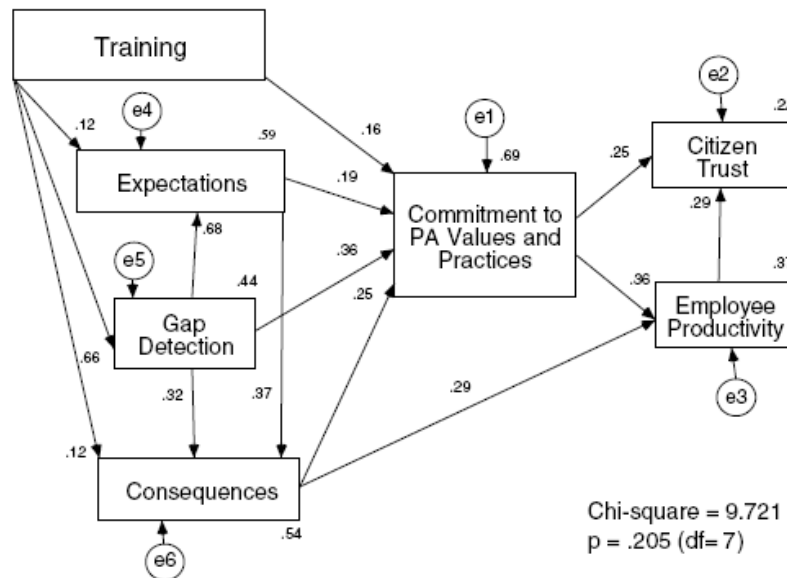 Training
e4
e1
e2
.12
.59
.16
.69
.25
Expectations
.19
Citizen
Trust
Commitment to
PA Values and
Practices
.68
.29
e5
.44
.36
.25
.36
.37
Gap
Detection
Employee
Productivity
.66
.32
.37
.29
e3
.12
Consequences
.54
e6
Chi-square = 9.721
p = .205 (df= 7)